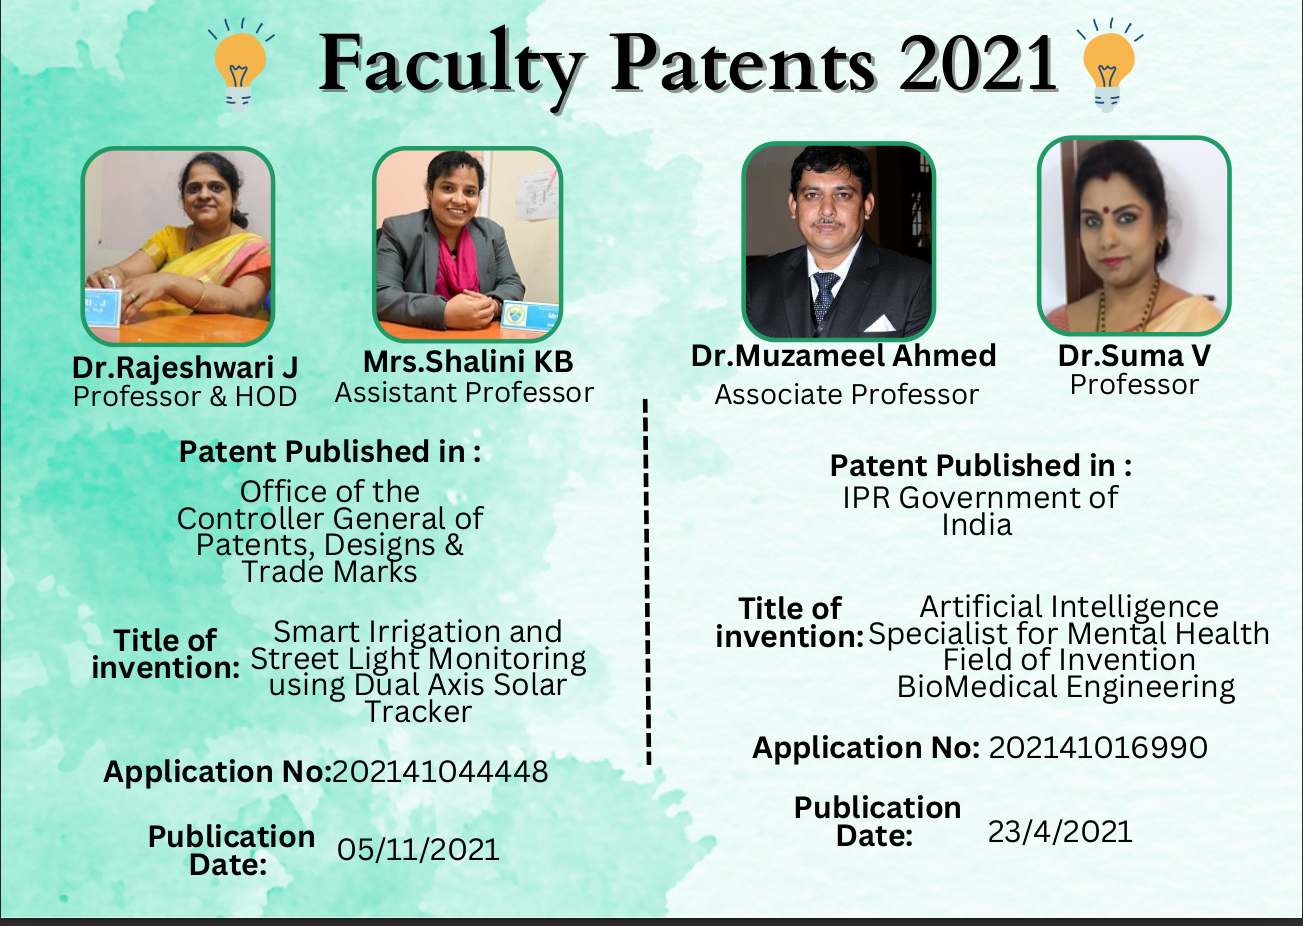 Faculty Patents 2021
Dr.Rajeshwari J
Professor & HOD
Mrs.Shalini KB
Assistant Professor
Patent Published in :
Office of the
Controller General of
Patents, Designs &
Trade Marks
Title of
invention:
Smart Irrigation and
Street Light Monitoring
using Dual Axis Solar
Tracker
Application No:202141044448
Publication
Date:
05/11/2021
Dr.Muzameel Ahmed
Associate Professor
Dr.Suma V
Professor
Patent Published in :
IPR Government of
India
Title of
invention:
Artificial Intelligence
Specialist for Mental Health
Field of Invention
BioMedical Engineering
Application No: 202141016990
Publication
Date:
23/4/2021